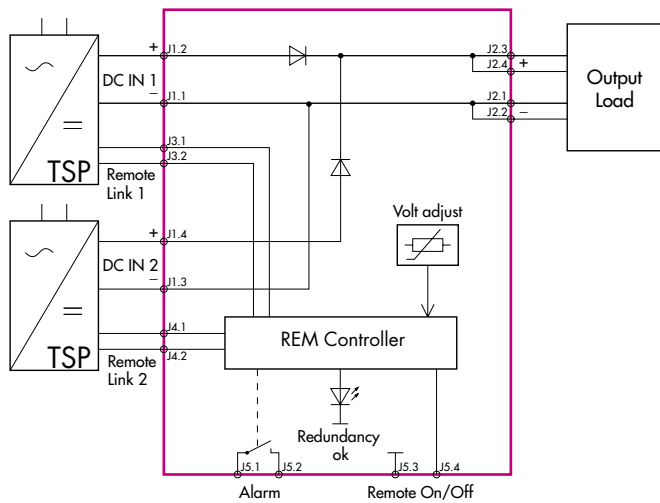 +
J1.2
J2.3
DC IN 1
J2.4
+
–
J1.1
J2.1
J2.2
–
Output
Load
J3.1
J3.2
TSP
Remote
Link 1
Volt adjust
+
J1.4
DC IN 2
–
J1.3
J4.1
REM Controller
TSP
Remote
Link 2
J4.2
Redundancy
ok
J5.1
J5.2
J5.3
J5.4
Alarm
Remote On/Off